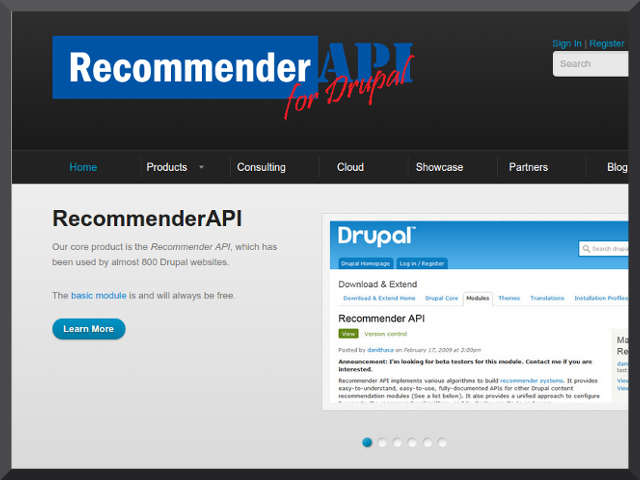 Recommender API
for Drupal
Sign In | Register
Search
Home Products Consulting Cloud Showcase Partners Blog
RecommenderAPI
Our core product is the Recommender API, which has
been used by almost 800 Drupal websites.
The basic module is and will always be free.
Learn More
Drupal™
Search drupal
Drupal Homepage Log in / Register
Download & Extend
Download & Extend Home Drupal Core Modules Themes Translations Installation Profiles
Recommender API
View Version control
Posted by danithaca on February 17, 2009 at 3:00pm
Announcement: I'm looking for beta testers for this module. Contact me if you are
interested.
Recommender API implements various algorithms to build recommender systems. It provides
easy-to-understand, easy-to-use, fully-documented APIs for other Drupal content
recommendation modules (See a list below). It also provides a unified approach to configure